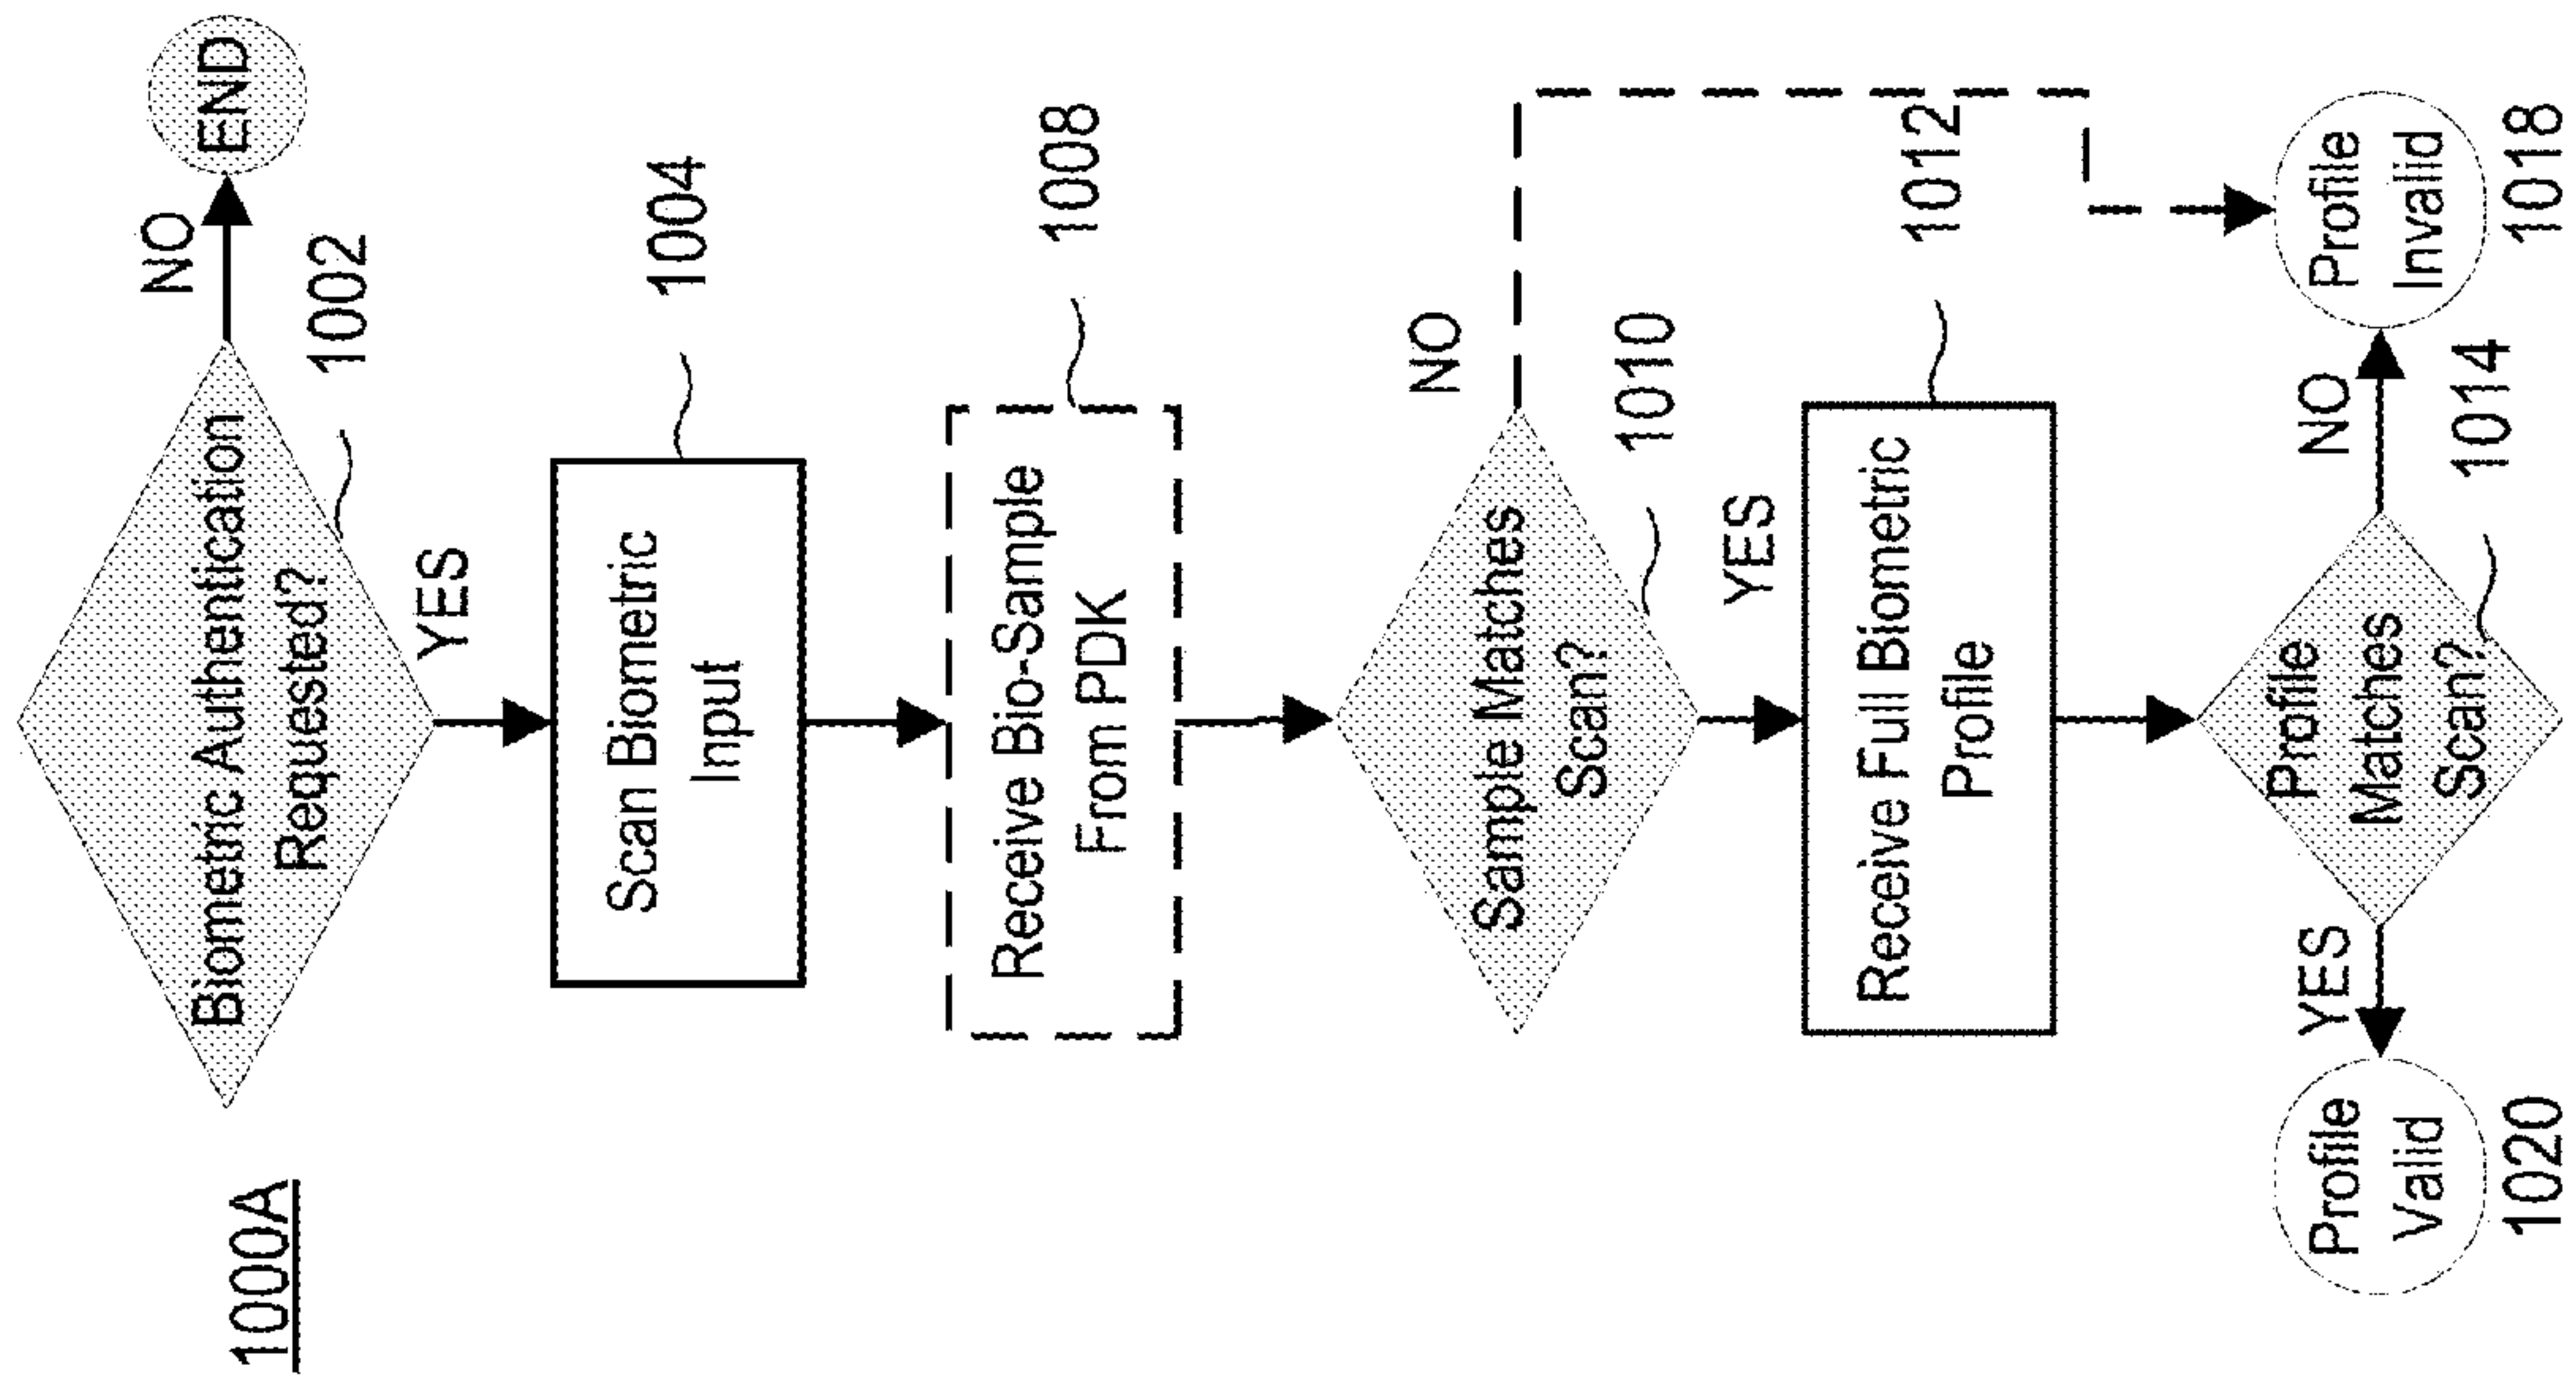 1000A
Biometric Authentication
Requested?
1002
NO
END
YES
Scan Biometric
Input
1004
Receive Bio-Sample
From PDK
1008
Sample Matches
Scan?
1010
NO
YES
Receive Full Biometric
Profile
1012
Profile
Matches
Scan?
1014
YES
NO
Profile
Valid
1020
Profile
Invalid
1018